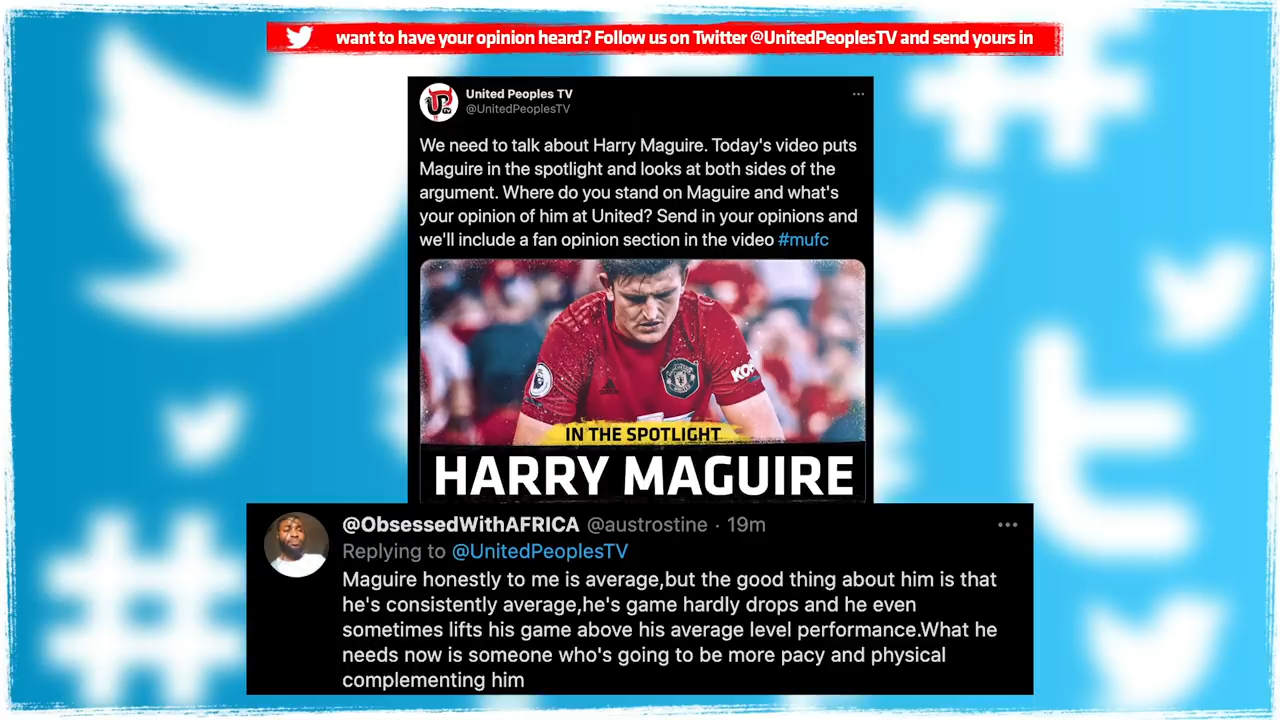 want to have your opinion heard? Follow us on Twitter @UnitedPeoplesTV and send yours in
United Peoples TV
@UnitedPeoplesTV
We need to talk about Harry Maguire. Today's video puts
Maguire in the spotlight and looks at both sides of the
argument. Where do you stand on Maguire and what's
your opinion of him at United? Send in your opinions and
we'll include a fan opinion section in the video #mufc
IN THE SPOTLIGHT
HARRY MAGUIRE
@ObsessedWithAFRICA @austrostine · 19m
Replying to @UnitedPeoplesTV
Maguire honestly to me is average,but the good thing about him is that
he's consistently average,he's game hardly drops and he even
sometimes lifts his game above his average level performance.What he
needs now is someone who's going to be more pacy and physical
complementing him